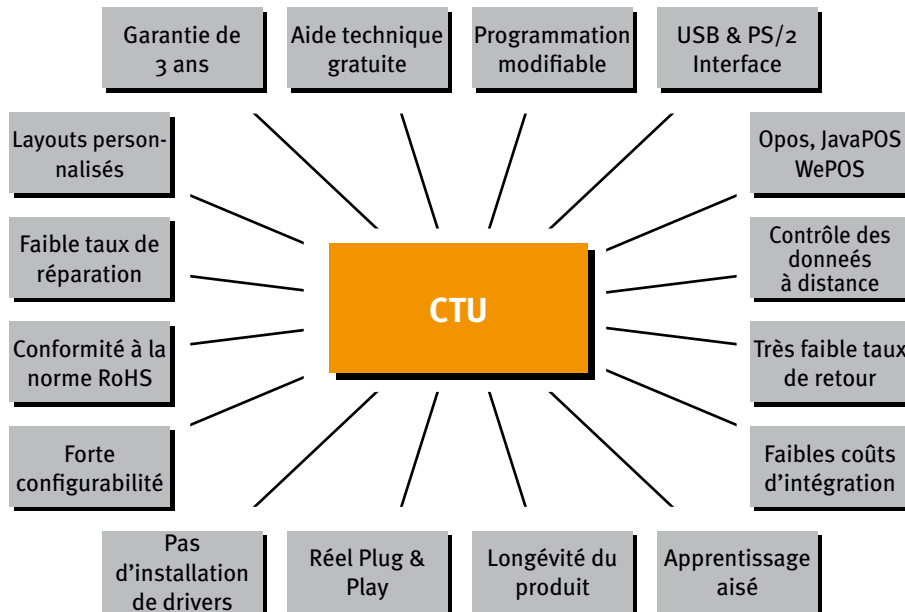 Garantie de
3 ans
Aide technique
gratuite
Programmation
modifiable
USB & PS/2
Interface
Layouts person-
nalisés
Opos, JavaPOS
WePOS
Faible taux de
réparation
Contrôle des
donneés
à distance
CTU
Conformité à la
norme RoHS
Très faible taux
de retour
Forte
configurabilité
Faibles coûts
d'intégration
Pas
d'installation
de drivers
Réel Plug &
Play
Longévité du
produit
Apprentissage
aisé